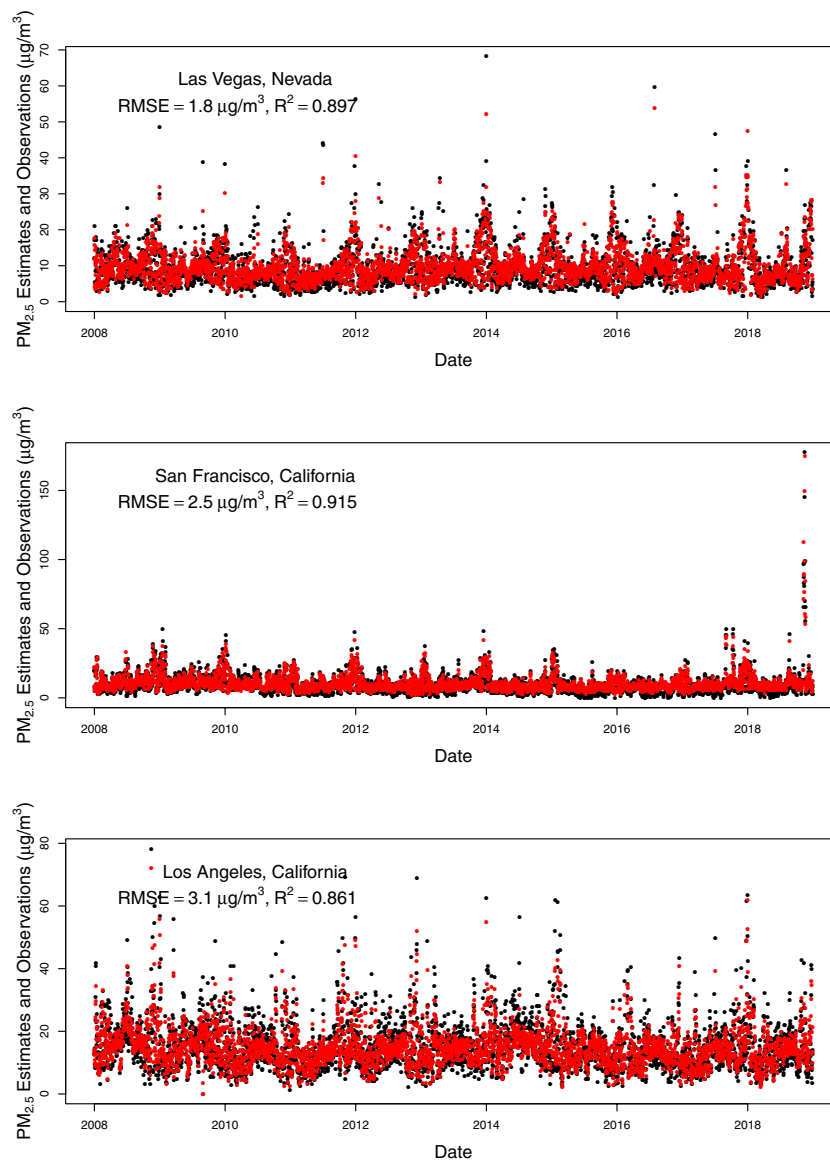 Las Vegas, Nevada
RMSE = 1.8 μg/m³, R² = 0.897
PM₂.₅ Estimates and Observations (μg/m³)
70
60
50
40
30
20
10
0
2008 2010 2012 2014 2016 2018
Date
San Francisco, California
RMSE = 2.5 μg/m³, R² = 0.915
PM₂.₅ Estimates and Observations (μg/m³)
150
100
50
0
2008 2010 2012 2014 2016 2018
Date
Los Angeles, California
RMSE = 3.1 μg/m³, R² = 0.861
PM₂.₅ Estimates and Observations (μg/m³)
80
60
40
20
0
2008 2010 2012 2014 2016 2018
Date